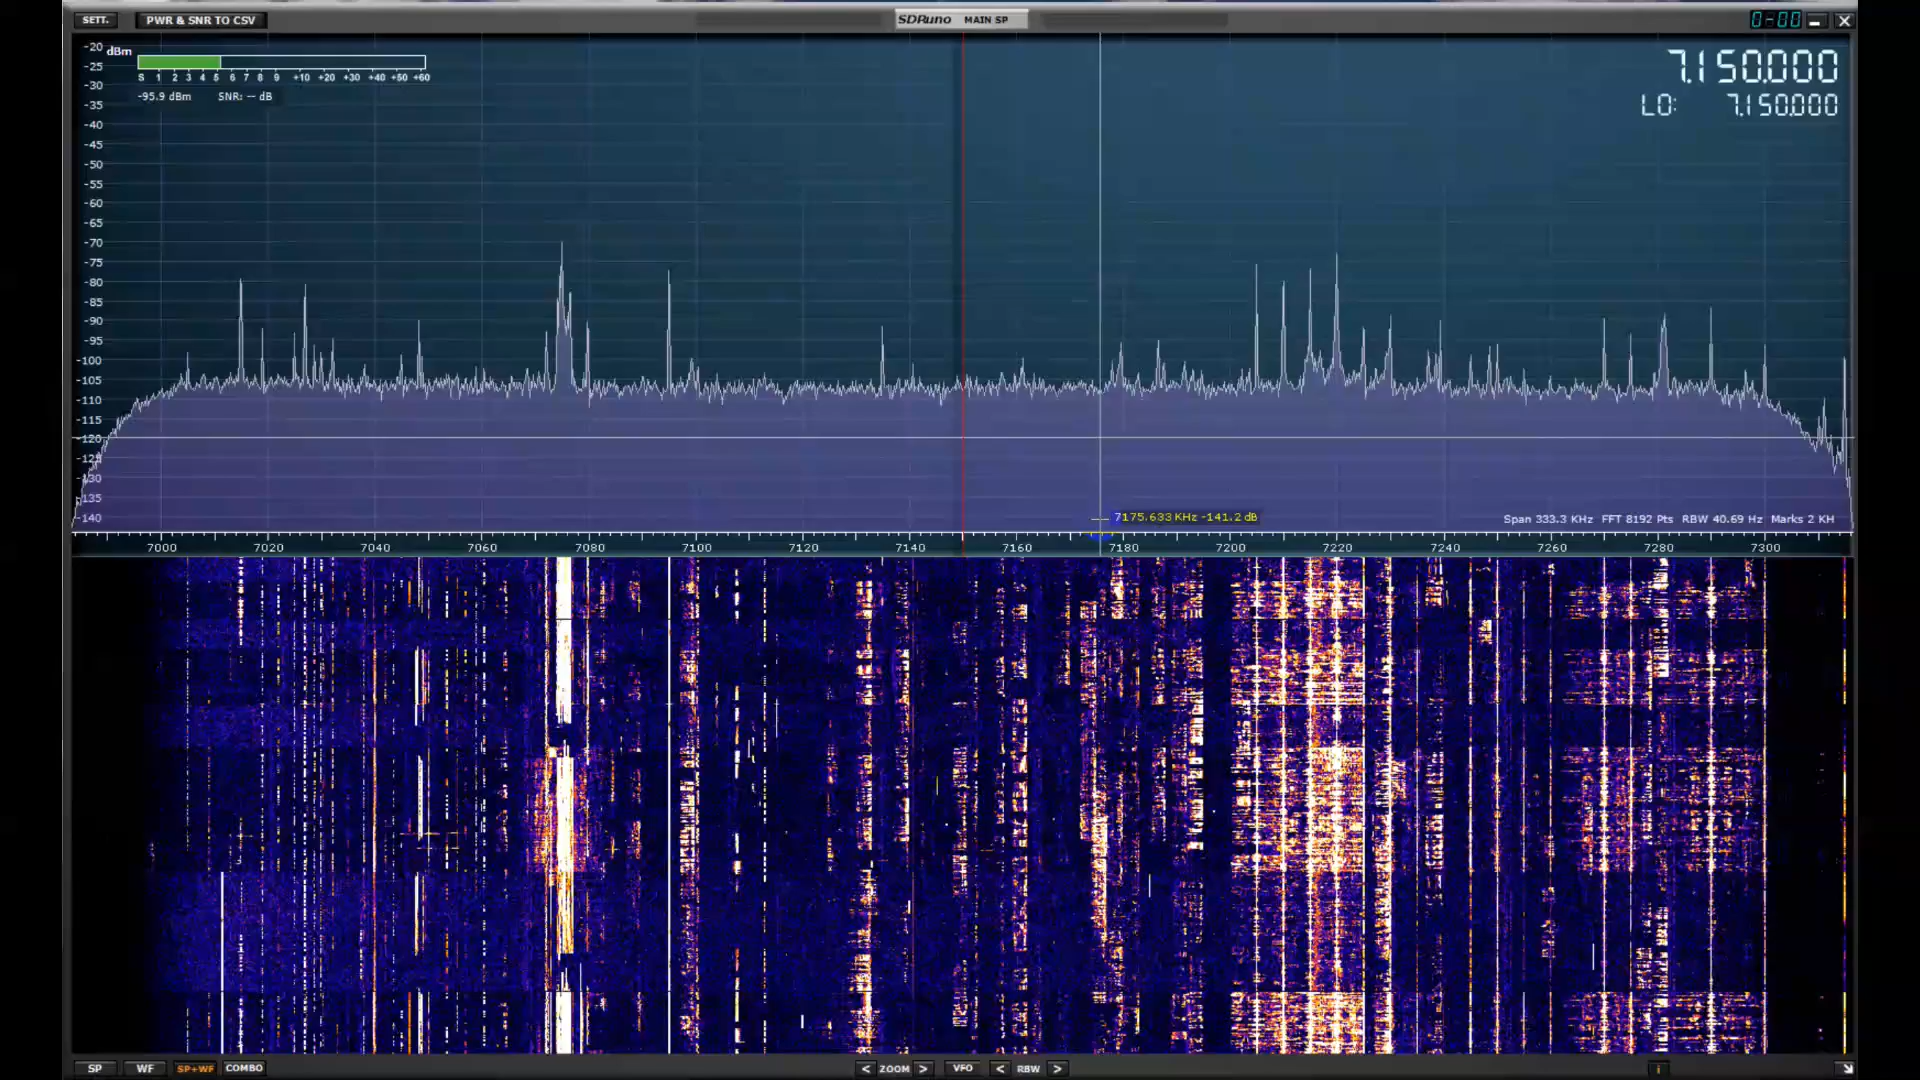 SETT. PWR & SNR TO CSV SDRuno MAIN SP 0-00
-20 dBm
-25
-30
-35
-40
-45
-50
-55
-60
-65
-70
-75
-80
-85
-90
-95
-100
-105
-110
-115
-120
-125
-130
-135
-140
S 1 2 3 4 5 6 7 8 9 +10 +20 +30 +40 +50 +60
-95.9 dBm SNR: -- dB
7.150.000
LO: 7.150.000
7175.633 KHz -141.2 dB
Span 333.3 KHz FFT 8192 Pts RBW 40.69 Hz Marks 2 KH
7000 7020 7040 7060 7080 7100 7120 7140 7160 7180 7200 7220 7240 7260 7280 7300
SP WF SP+WF COMBO < ZOOM > VFO < RBW > i